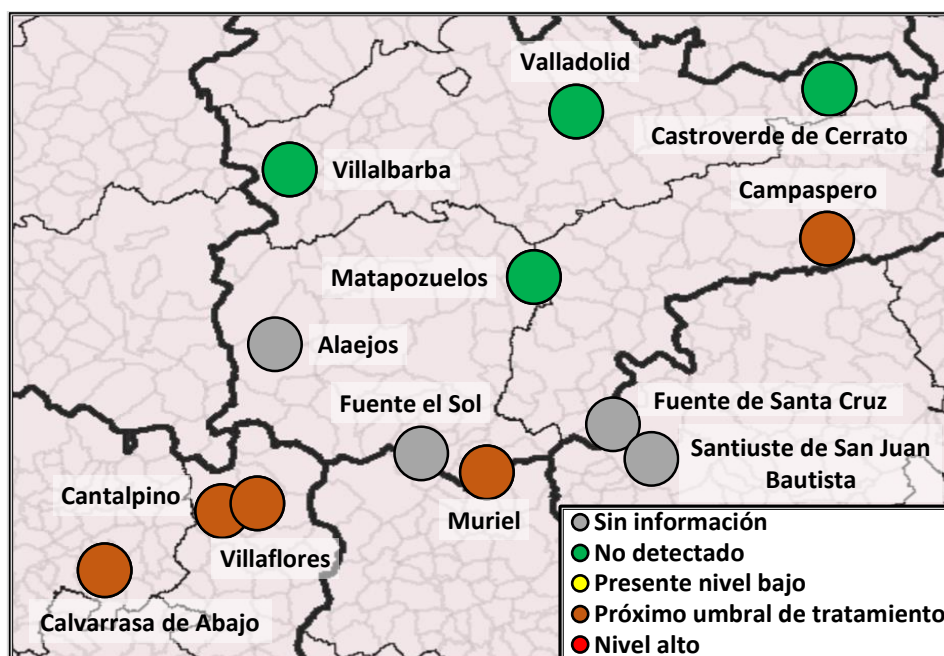 Valladolid
Castroverde de Cerrato
Villalbarba
Campaspero
Matapozuelos
Alaejos
Fuente el Sol
Fuente de Santa Cruz
Santiuste de San Juan
Bautista
Cantalpino
Muriel
Villaflores
Calvarrasa de Abajo
Sin información
No detectado
Presente nivel bajo
Próximo umbral de tratamiento
Nivel alto